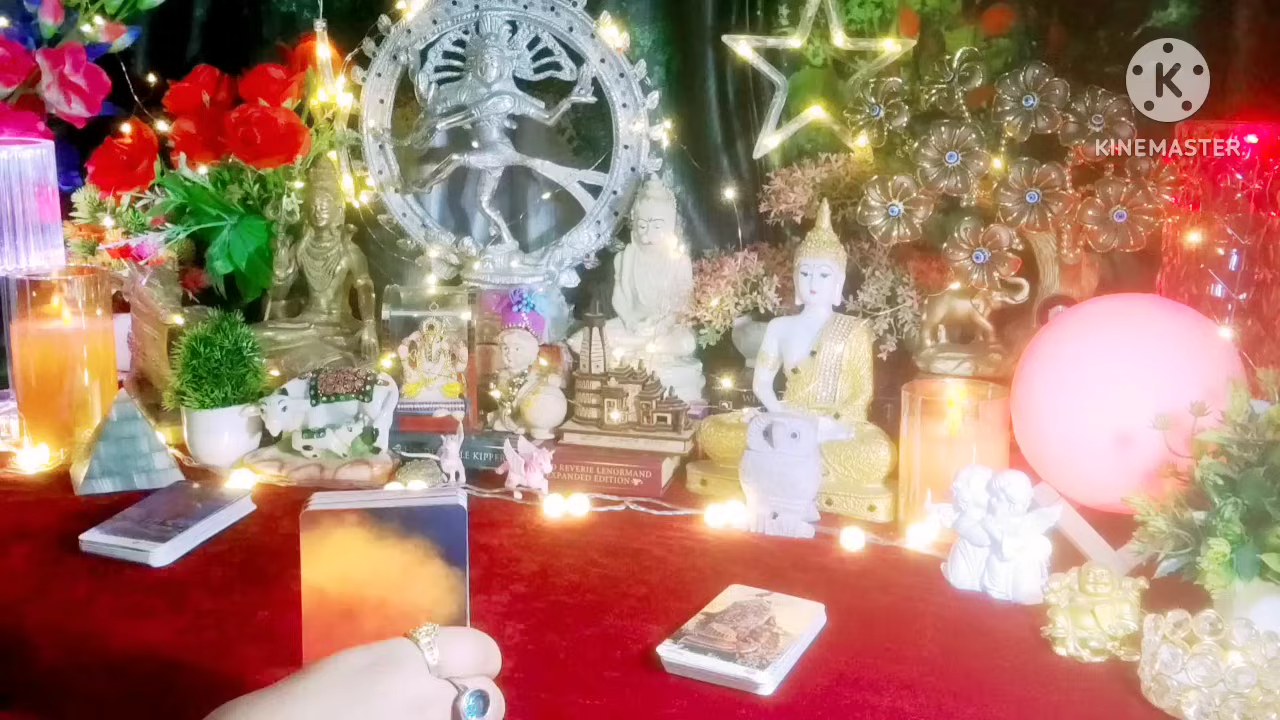 K
KINEMASTER
LE KIPPER
REVERIE LENORMAND
EXPANDED EDITION